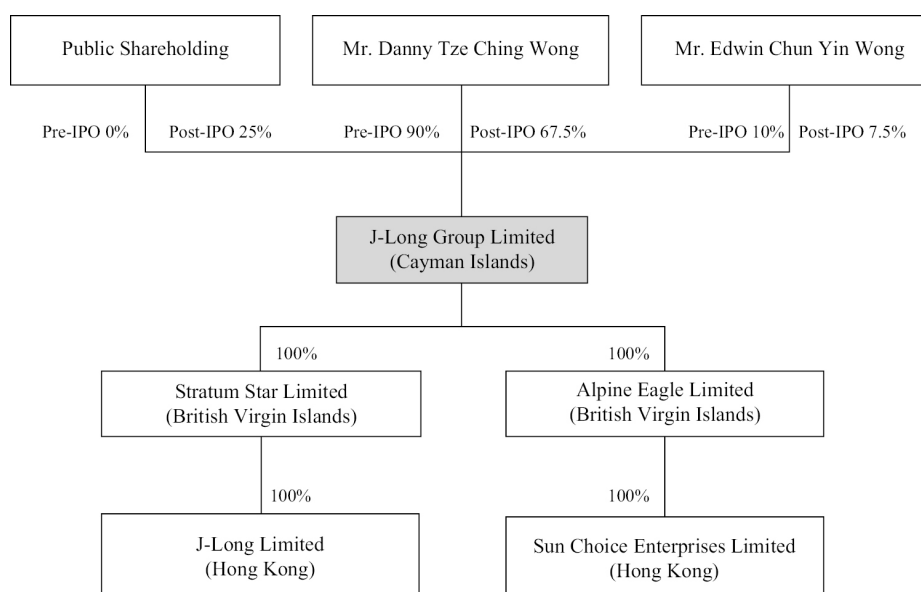 Public Shareholding
Mr. Danny Tze Ching Wong
Mr. Edwin Chun Yin Wong
Pre-IPO 0%
Post-IPO 25%
Pre-IPO 90%
Post-IPO 67.5%
Pre-IPO 10%
Post-IPO 7.5%
J-Long Group Limited
(Cayman Islands)
100%
100%
Stratum Star Limited
(British Virgin Islands)
Alpine Eagle Limited
(British Virgin Islands)
100%
100%
J-Long Limited
(Hong Kong)
Sun Choice Enterprises Limited
(Hong Kong)